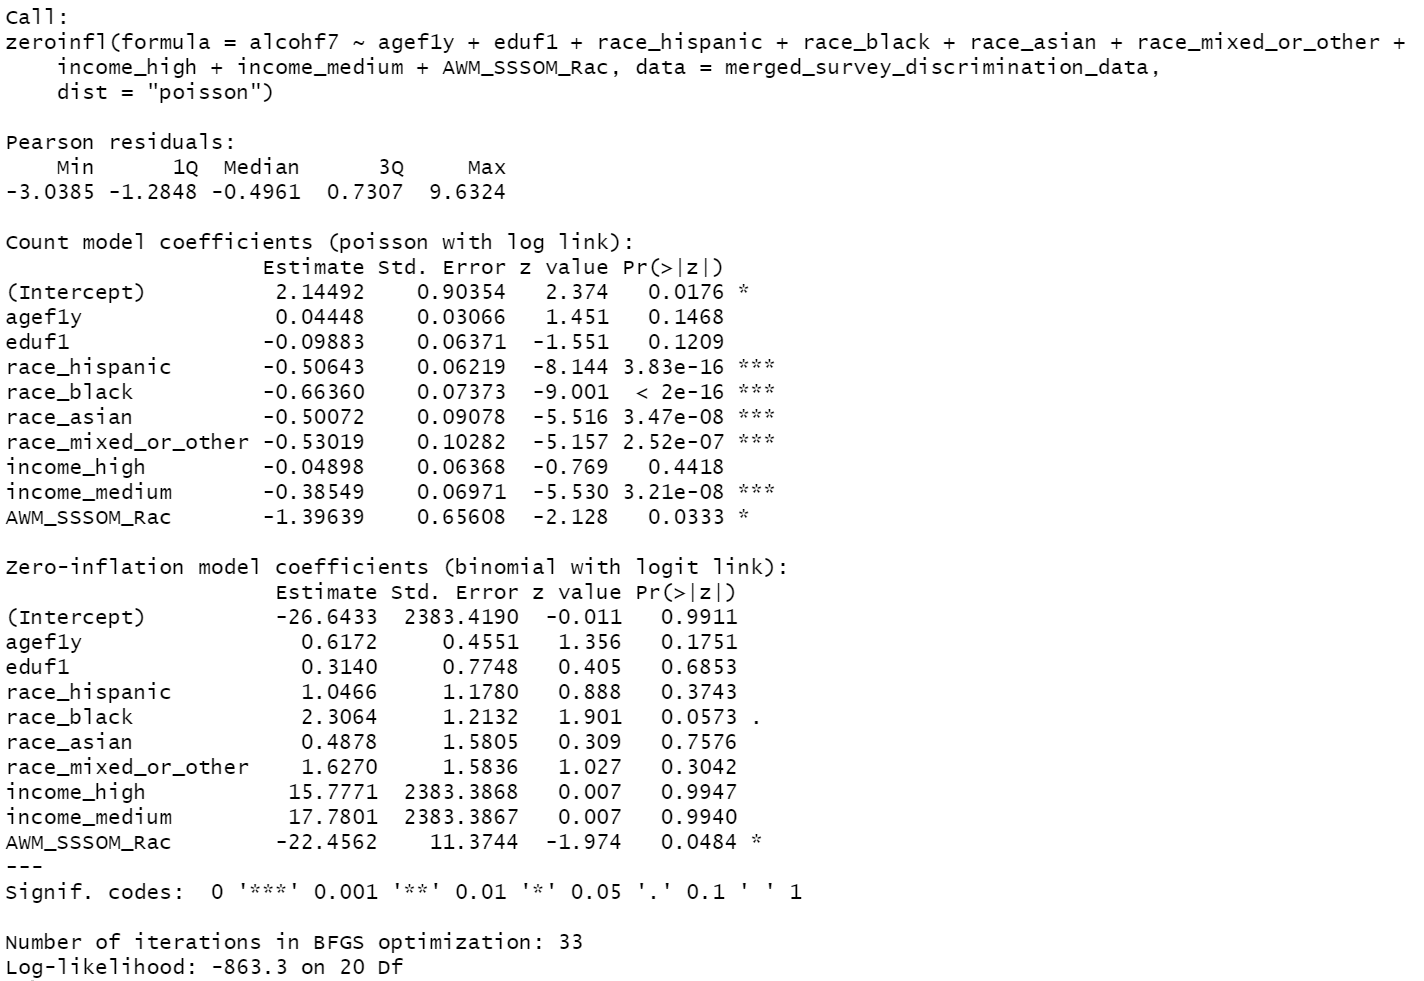 Call:
zeroinfl(formula = alcohf7 ~ agef1y + eduf1 + race_hispanic + race_black + race_asian + race_mixed_or_other +
    income_high + income_medium + AWM_SSSOM_Rac, data = merged_survey_discrimination_data,
    dist = "poisson")

Pearson residuals:
    Min      1Q  Median      3Q     Max
-3.0385 -1.2848 -0.4961  0.7307  9.6324

Count model coefficients (poisson with log link):
                    Estimate Std. Error z value Pr(>|z|)
(Intercept)          2.14492    0.90354   2.374   0.0176 *
agef1y               0.04448    0.03066   1.451   0.1468
eduf1               -0.09883    0.06371  -1.551   0.1209
race_hispanic       -0.50643    0.06219  -8.144 3.83e-16 ***
race_black          -0.66360    0.07373  -9.001  < 2e-16 ***
race_asian          -0.50072    0.09078  -5.516 3.47e-08 ***
race_mixed_or_other -0.53019    0.10282  -5.157 2.52e-07 ***
income_high         -0.04898    0.06368  -0.769   0.4418
income_medium       -0.38549    0.06971  -5.530 3.21e-08 ***
AWM_SSSOM_Rac       -1.39639    0.65608  -2.128   0.0333 *

Zero-inflation model coefficients (binomial with logit link):
                     Estimate Std. Error z value Pr(>|z|)
(Intercept)          -26.6433  2383.4190  -0.011   0.9911
agef1y                 0.6172     0.4551   1.356   0.1751
eduf1                  0.3140     0.7748   0.405   0.6853
race_hispanic          1.0466     1.1780   0.888   0.3743
race_black             2.3064     1.2132   1.901   0.0573 .
race_asian             0.4878     1.5805   0.309   0.7576
race_mixed_or_other    1.6270     1.5836   1.027   0.3042
income_high           15.7771  2383.3868   0.007   0.9947
income_medium         17.7801  2383.3867   0.007   0.9940
AWM_SSSOM_Rac        -22.4562    11.3744  -1.974   0.0484 *
---
Signif. codes:  0 '***' 0.001 '**' 0.01 '*' 0.05 '.' 0.1 ' ' 1

Number of iterations in BFGS optimization: 33
Log-likelihood: -863.3 on 20 Df